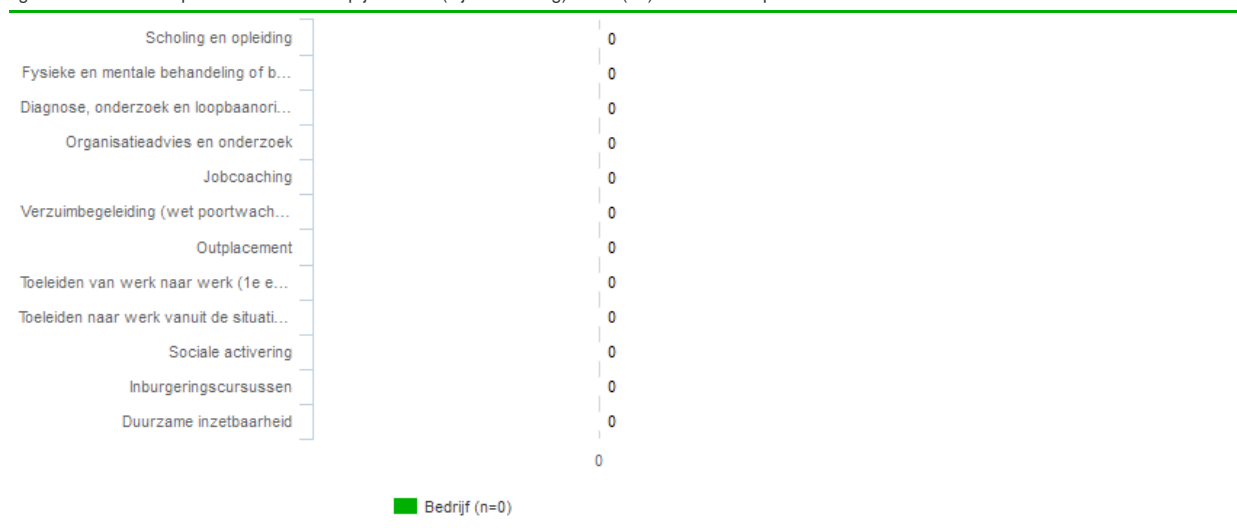 Scholing en opleiding 0
Fysieke en mentale behandeling of b... 0
Diagnose, onderzoek en loopbaanori... 0
Organisatieadvies en onderzoek 0
Jobcoaching 0
Verzuimbegeleiding (wet poortwach... 0
Outplacement 0
Toeleiden van werk naar werk (1e e... 0
Toeleiden naar werk vanuit de situati... 0
Sociale activering 0
Inburgeringscursussen 0
Duurzame inzetbaarheid 0
0
Bedrijf (n=0)